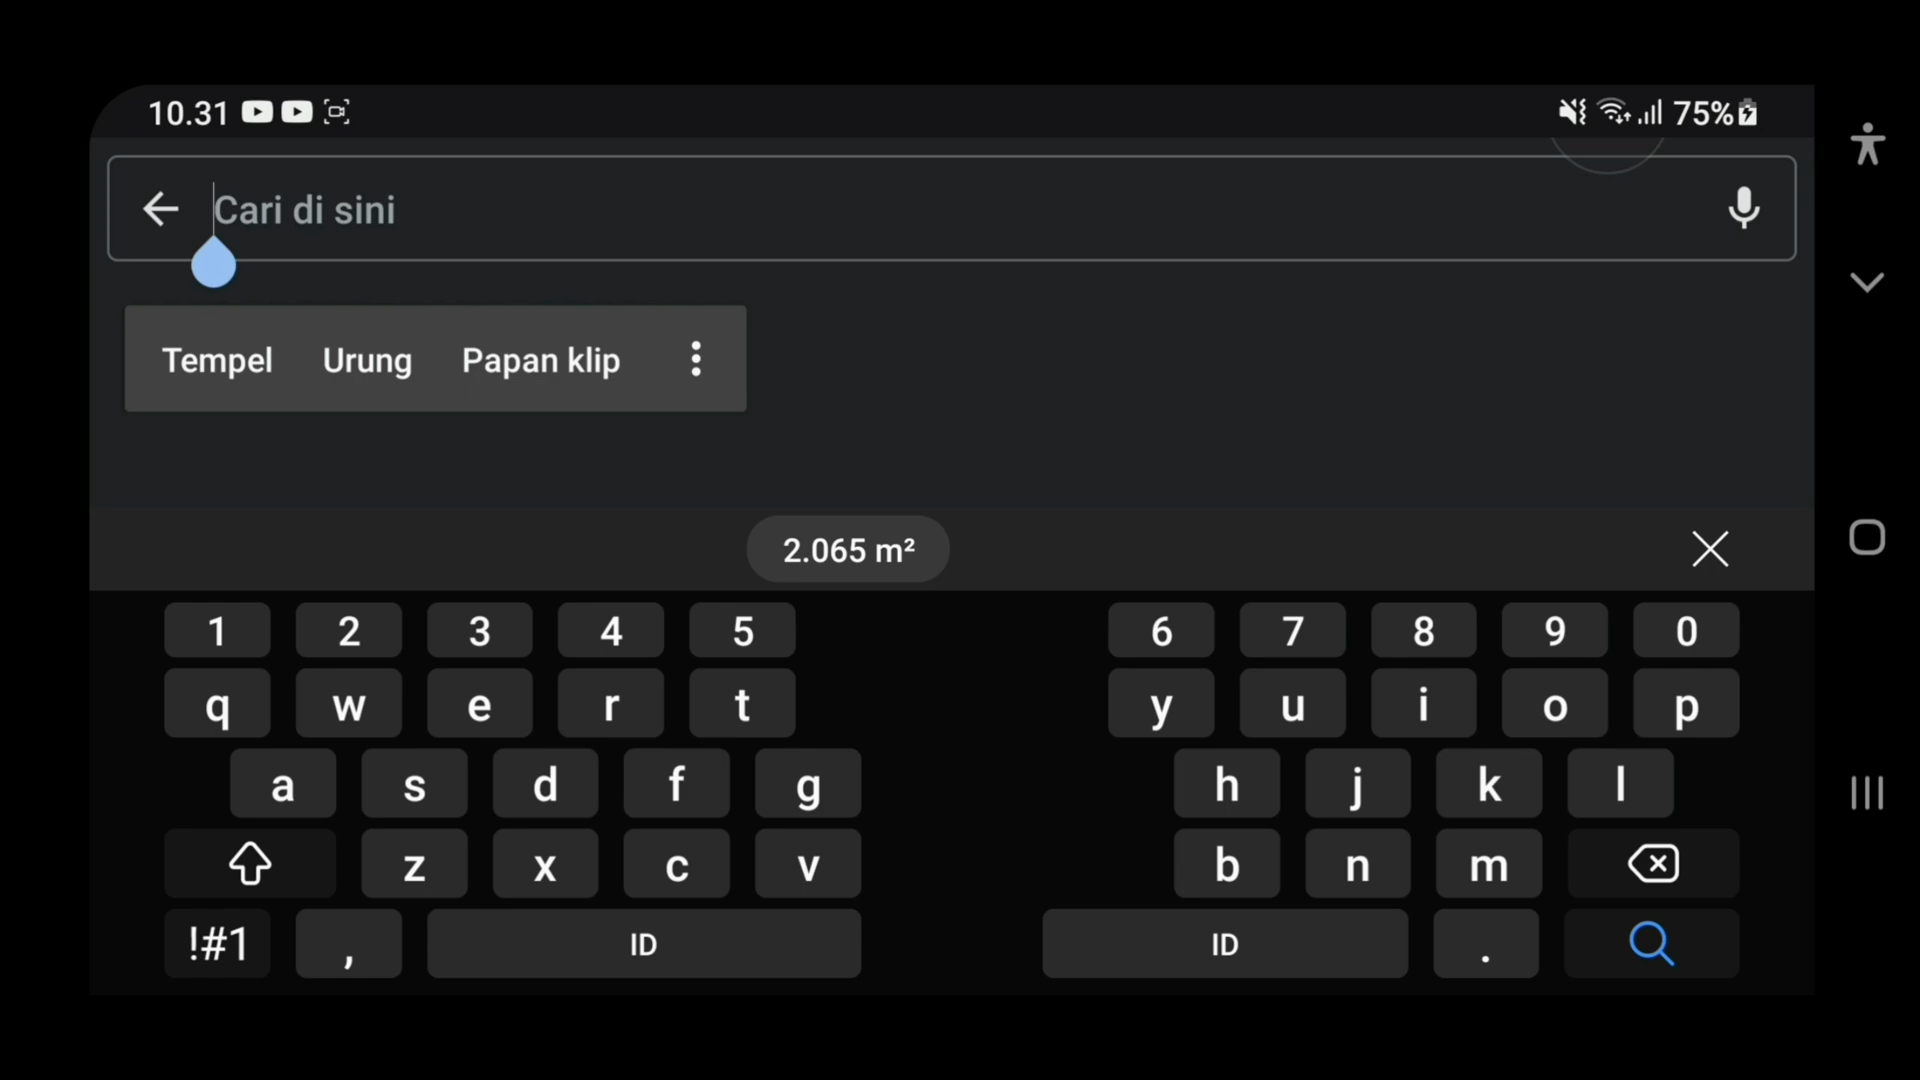 10.31 75%
Cari di sini
Tempel Urung Papan klip
2.065 m²
1 2 3 4 5 6 7 8 9 0
q w e r t y u i o p
a s d f g h j k l
z x c v b n m
!#1 , ID ID .